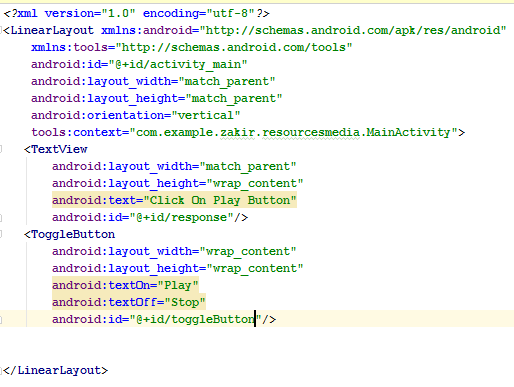 <?xml version="1.0" encoding="utf-8"?>
<LinearLayout xmlns:android="http://schemas.android.com/apk/res/android"
    xmlns:tools="http://schemas.android.com/tools"
    android:id="@+id/activity_main"
    android:layout_width="match_parent"
    android:layout_height="match_parent"
    android:orientation="vertical"
    tools:context="com.example.zakir.resourcesmedia.MainActivity">
   <TextView
       android:layout_width="match_parent"
       android:layout_height="wrap_content"
       android:text="Click On Play Button"
       android:id="@+id/response"/>
   <ToggleButton
       android:layout_width="wrap_content"
       android:layout_height="wrap_content"
       android:textOn="Play"
       android:textOff="Stop"
       android:id="@+id/toggleButton"/>
</LinearLayout>